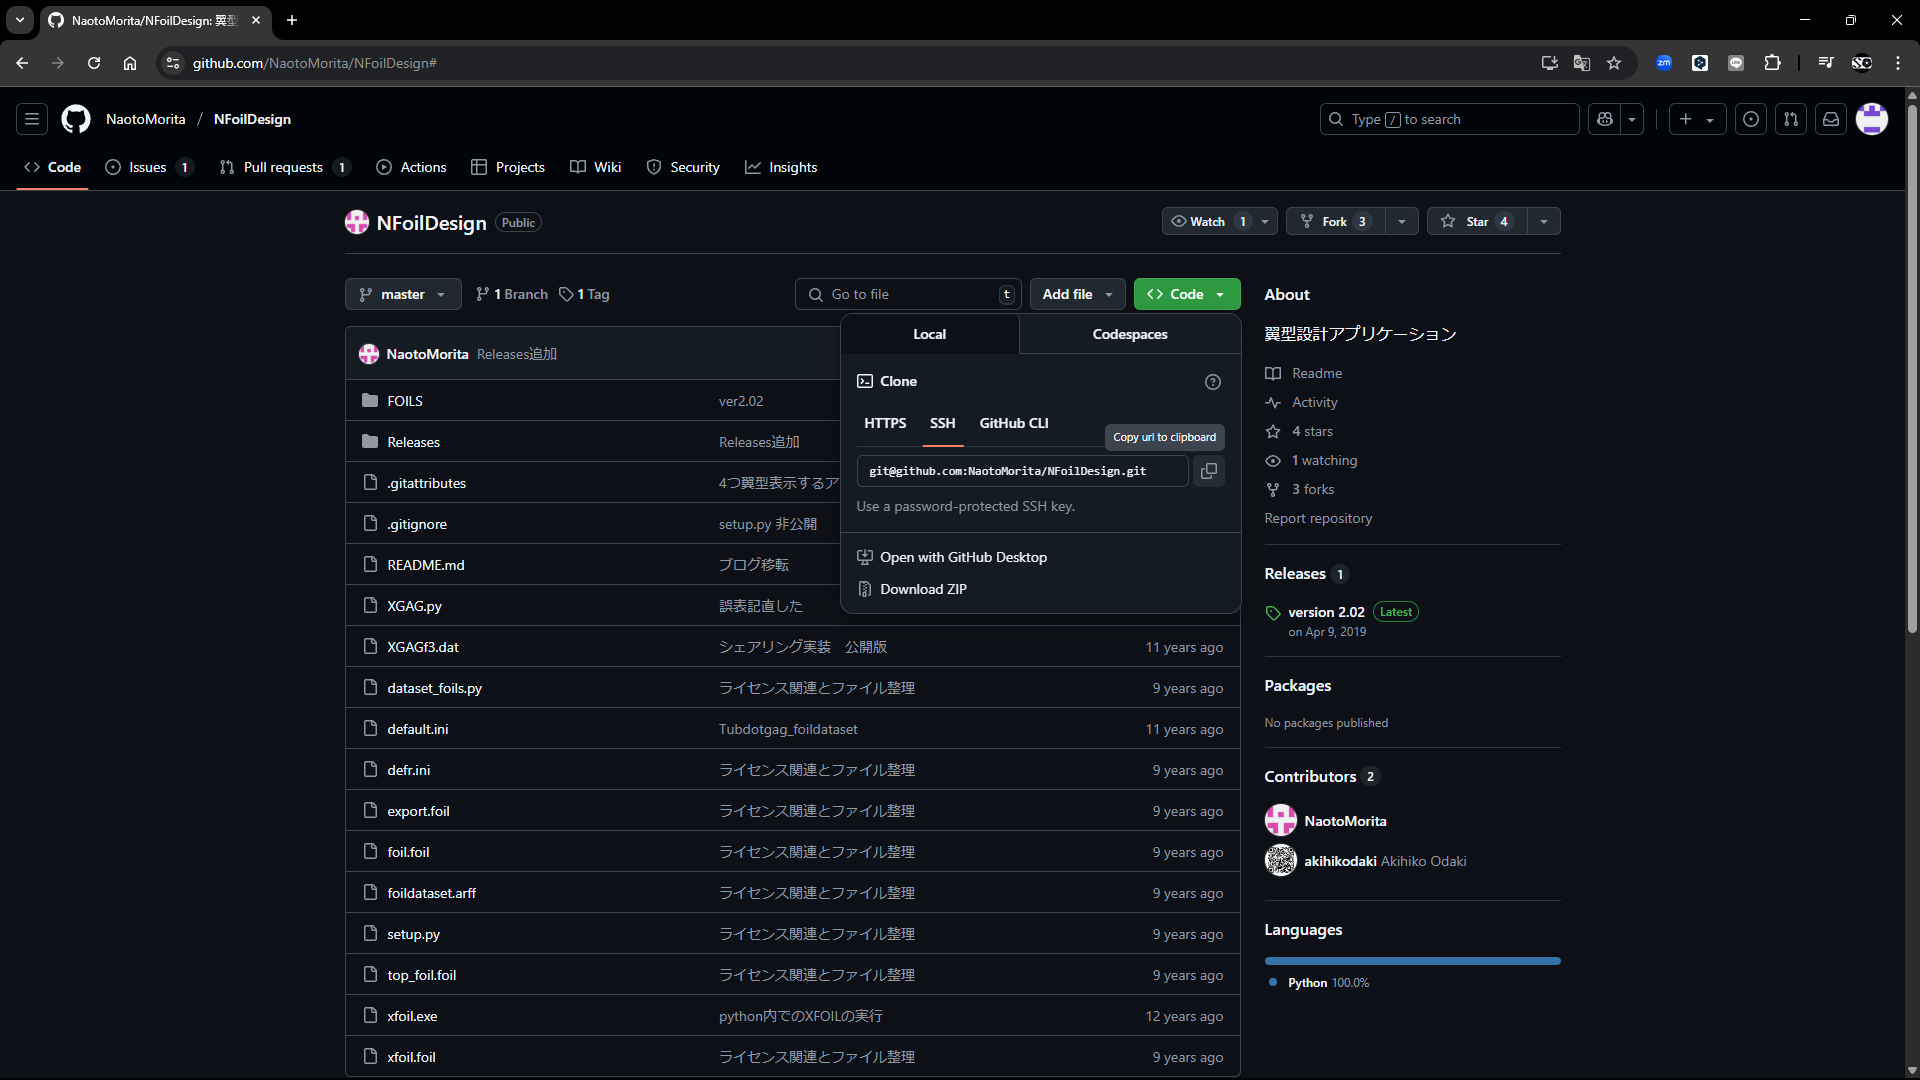 NaotoMorita/NFoilDesign: 翼型
github.com/NaotoMorita/NFoilDesign#
zm
NaotoMorita / NFoilDesign
Type / to search
Code
Issues 1
Pull requests 1
Actions
Projects
Wiki
Security
Insights
NFoilDesign Public
Watch 1
Fork 3
Star 4
master
1 Branch
1 Tag
Go to file t
Add file
Code
NaotoMorita Releases追加
FOILS ver2.02
Releases Releases追加
.gitattributes 4つ翼型表示するア
.gitignore setup.py 非公開
README.md ブログ移転
XGAG.py 誤表記直した
XGAGf3.dat シェアリング実装 公開版 11 years ago
dataset_foils.py ライセンス関連とファイル整理 9 years ago
default.ini Tubdotgag_foildataset 11 years ago
defr.ini ライセンス関連とファイル整理 9 years ago
export.foil ライセンス関連とファイル整理 9 years ago
foil.foil ライセンス関連とファイル整理 9 years ago
foildataset.arff ライセンス関連とファイル整理 9 years ago
setup.py ライセンス関連とファイル整理 9 years ago
top_foil.foil ライセンス関連とファイル整理 9 years ago
xfoil.exe python内でのXFOILの実行 12 years ago
xfoil.foil ライセンス関連とファイル整理 9 years ago
Local
Codespaces
Clone
HTTPS
SSH
GitHub CLI
Copy url to clipboard
git@github.com:NaotoMorita/NFoilDesign.git
Use a password-protected SSH key.
Open with GitHub Desktop
Download ZIP
About
翼型設計アプリケーション
Readme
Activity
4 stars
1 watching
3 forks
Report repository
Releases 1
version 2.02 Latest
on Apr 9, 2019
Packages
No packages published
Contributors 2
NaotoMorita
akihikodaki Akihiko Odaki
Languages
Python 100.0%